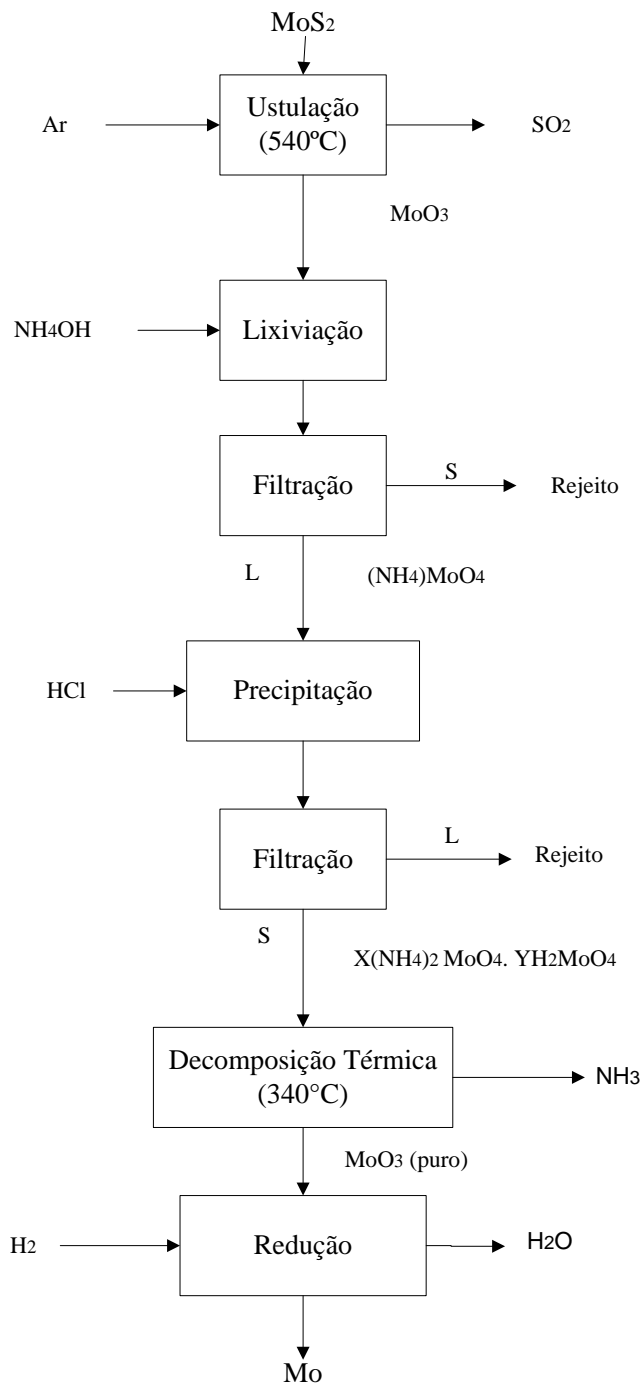 MoS2
Ustulação
(540ºC)
Ar
SO2
MoO3
NH4OH
Lixiviação
Filtração
S
Rejeito
L
(NH4)MoO4
HCl
Precipitação
Filtração
L
Rejeito
S
X(NH4)2 MoO4. YH2MoO4
Decomposição Térmica
(340°C)
NH3
MoO3 (puro)
H2
Redução
H2O
Mo